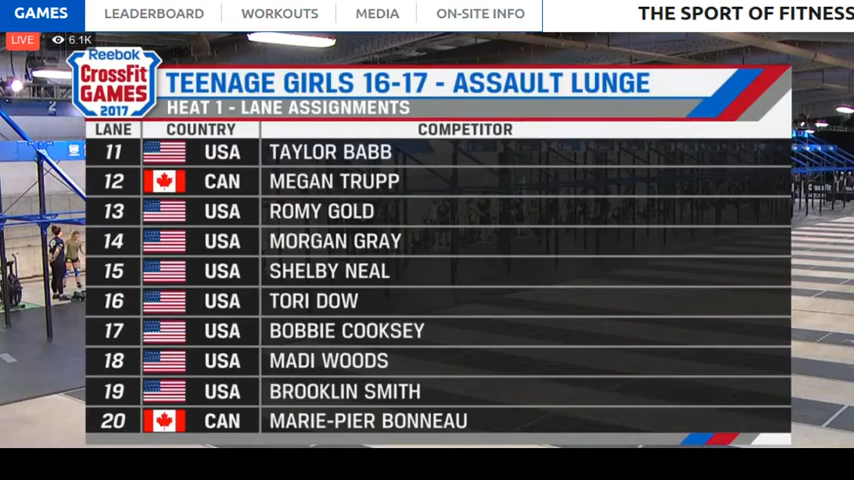 GAMES LEADERBOARD WORKOUTS MEDIA ON-SITE INFO THE SPORT OF FITNESS
LIVE 6.1K
Reebok
CrossFit
GAMES
2017
TEENAGE GIRLS 16-17 - ASSAULT LUNGE
HEAT 1 - LANE ASSIGNMENTS
LANE COUNTRY COMPETITOR
11 USA TAYLOR BABB
12 CAN MEGAN TRUPP
13 USA ROMY GOLD
14 USA MORGAN GRAY
15 USA SHELBY NEAL
16 USA TORI DOW
17 USA BOBBIE COOKSEY
18 USA MADI WOODS
19 USA BROOKLIN SMITH
20 CAN MARIE-PIER BONNEAU